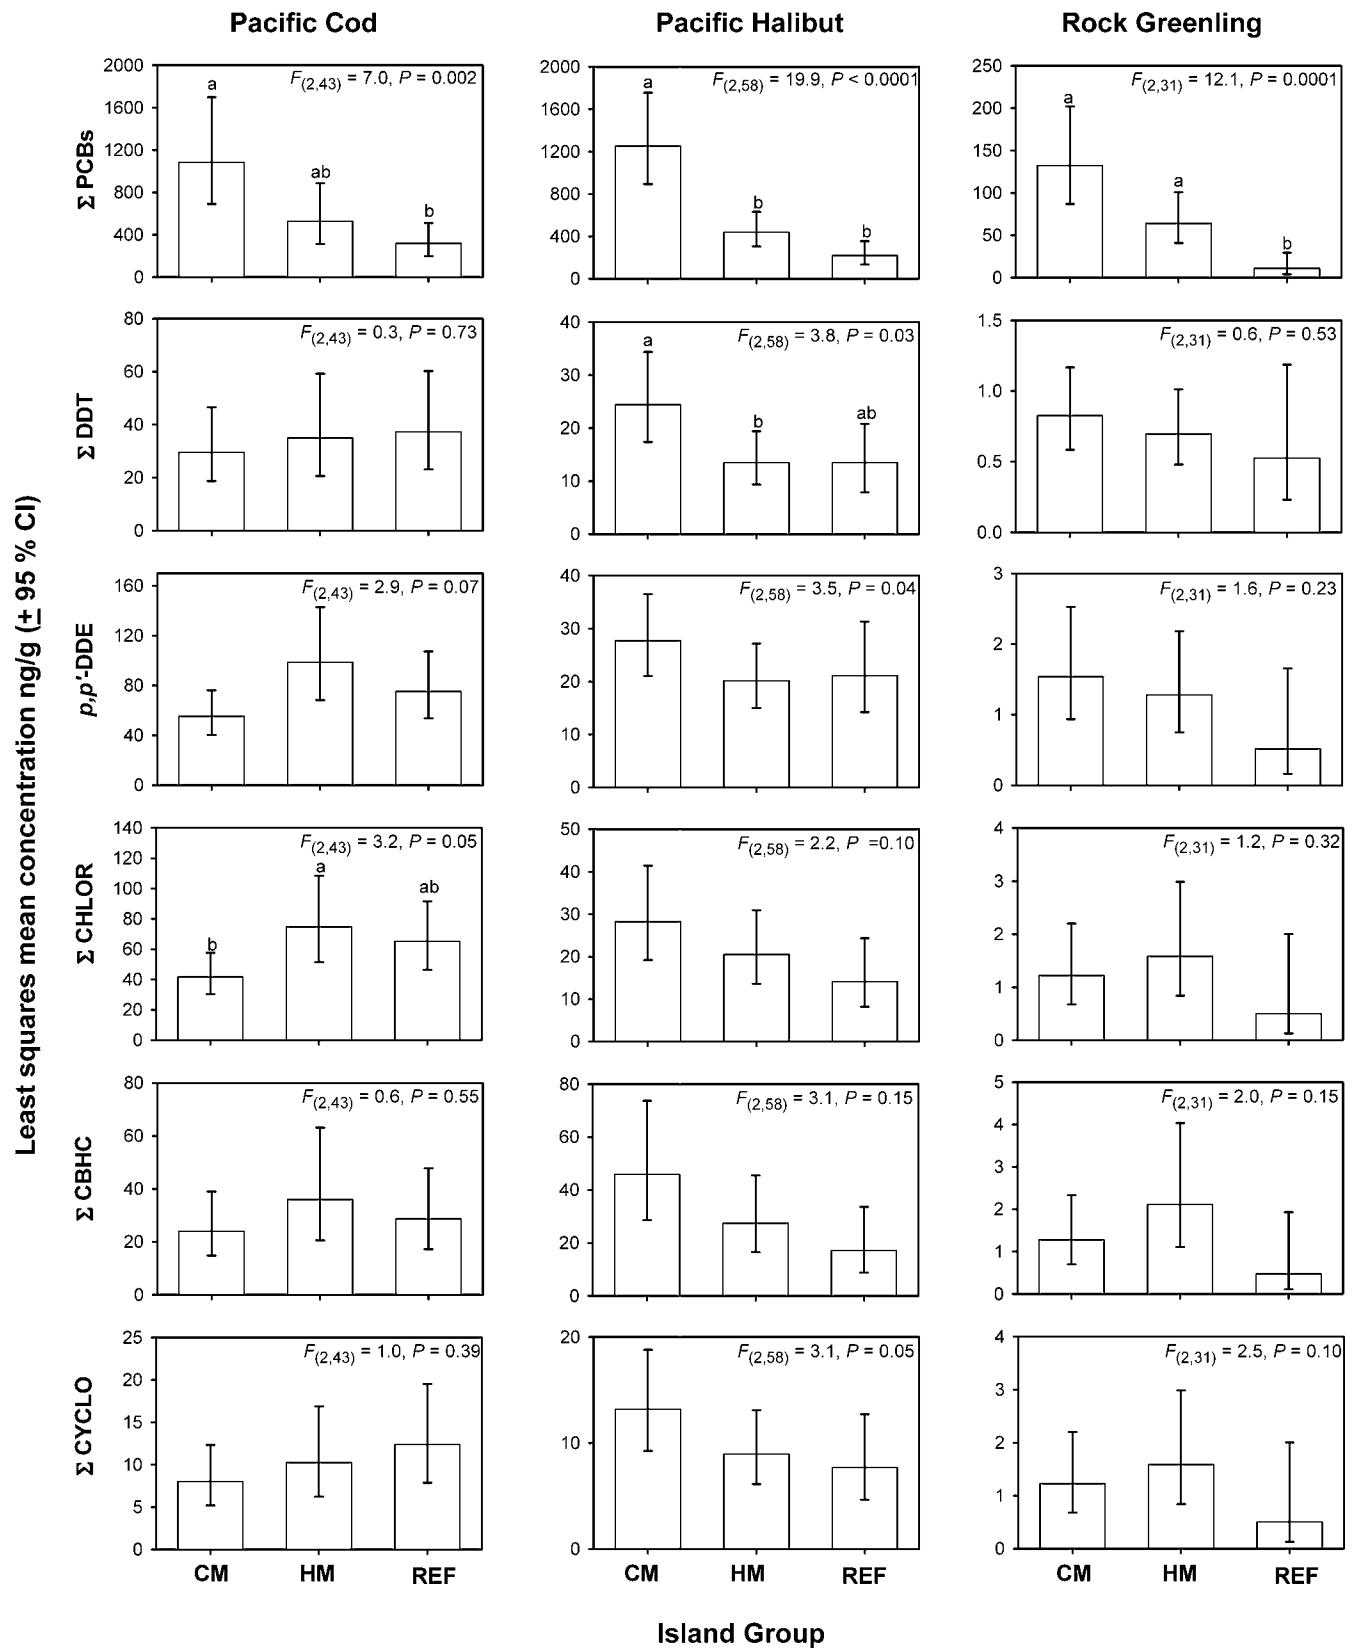 Pacific Cod
Pacific Halibut
Rock Greenling
Least squares mean concentration ng/g (± 95 % CI)
Σ PCBs
2000
1600
1200
800
400
0
F(2,43) = 7.0, P = 0.002
a
ab
b
2000
1600
1200
800
400
0
F(2,58) = 19.9, P < 0.0001
a
b
b
250
200
150
100
50
0
F(2,31) = 12.1, P = 0.0001
a
a
b
Σ DDT
80
60
40
20
0
F(2,43) = 0.3, P = 0.73
40
30
20
10
0
F(2,58) = 3.8, P = 0.03
a
b
ab
1.5
1.0
0.5
0.0
F(2,31) = 0.6, P = 0.53
p,p'-DDE
160
120
80
40
0
F(2,43) = 2.9, P = 0.07
40
30
20
10
0
F(2,58) = 3.5, P = 0.04
3
2
1
0
F(2,31) = 1.6, P = 0.23
Σ CHLOR
140
120
100
80
60
40
20
0
F(2,43) = 3.2, P = 0.05
b
a
ab
50
40
30
20
10
0
F(2,58) = 2.2, P =0.10
4
3
2
1
0
F(2,31) = 1.2, P = 0.32
Σ CBHC
80
60
40
20
0
F(2,43) = 0.6, P = 0.55
80
60
40
20
0
F(2,58) = 3.1, P = 0.15
5
4
3
2
1
0
F(2,31) = 2.0, P = 0.15
Σ CYCLO
25
20
15
10
5
0
F(2,43) = 1.0, P = 0.39
20
10
0
F(2,58) = 3.1, P = 0.05
4
3
2
1
0
F(2,31) = 2.5, P = 0.10
CM HM REF
CM HM REF
CM HM REF
Island Group